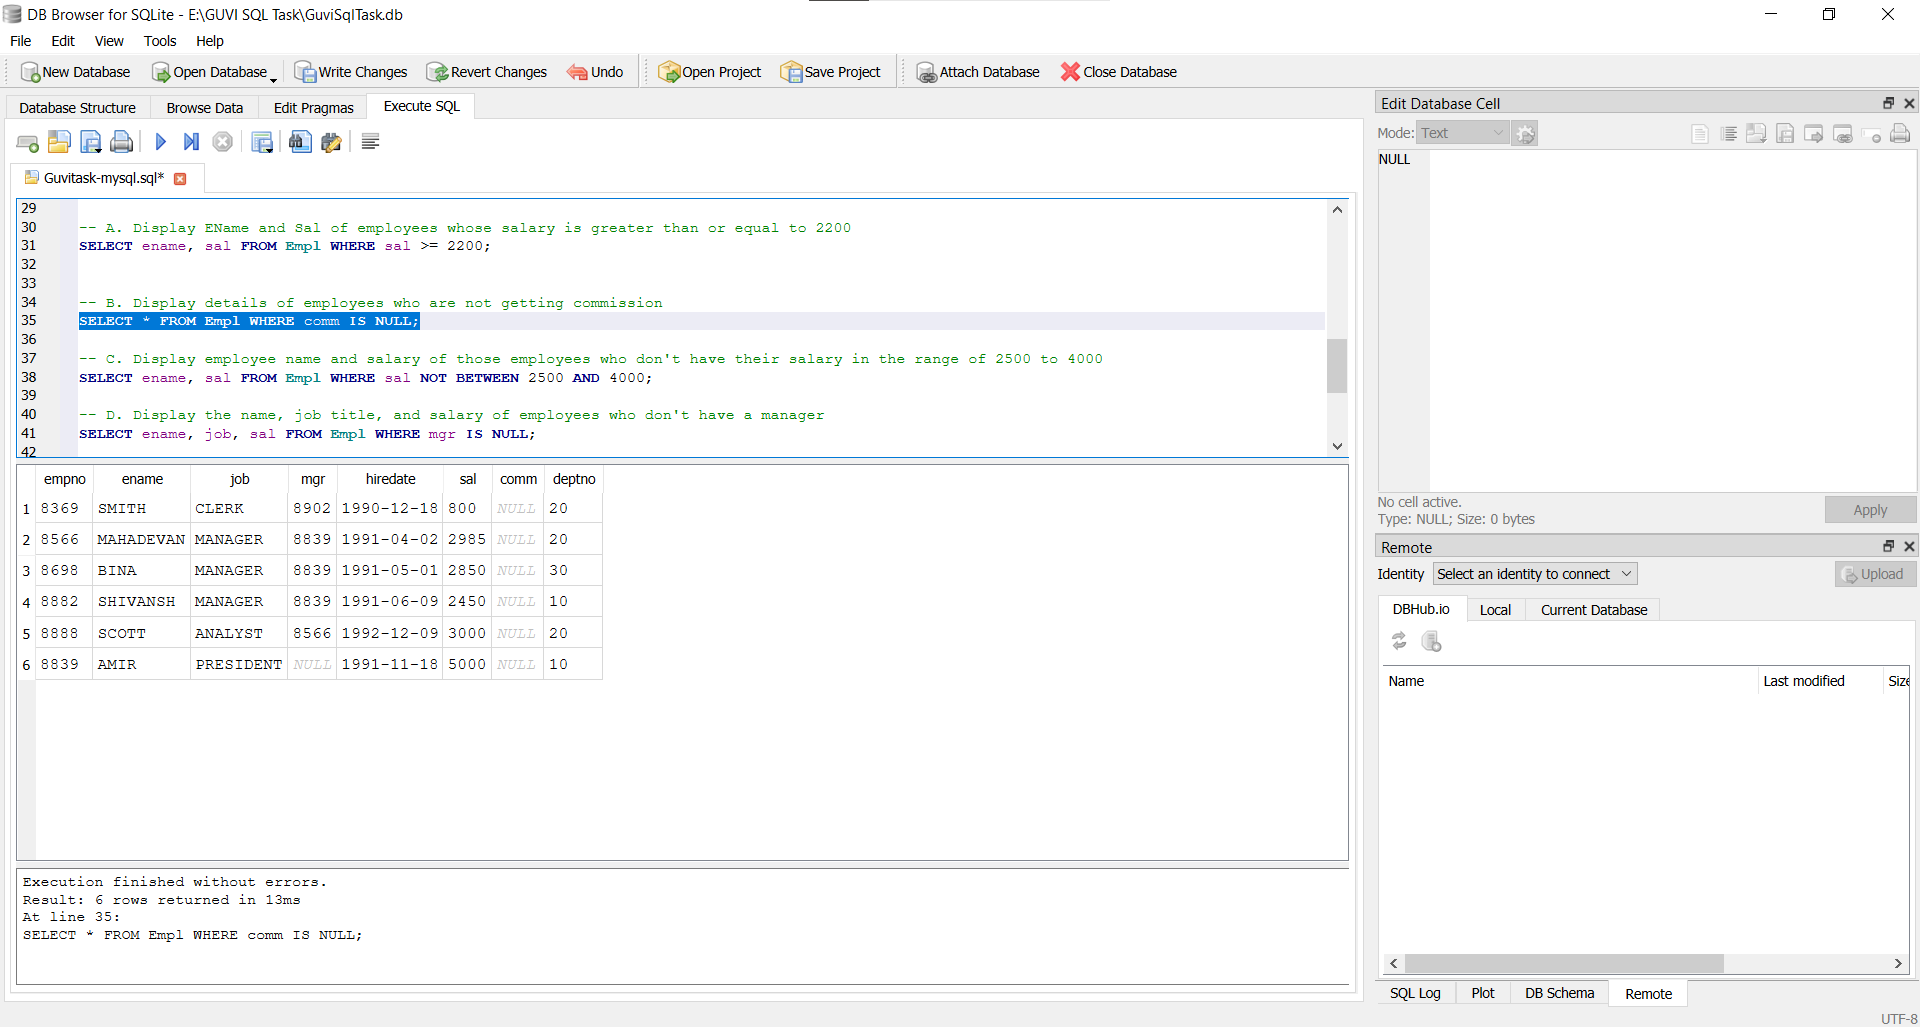 DB Browser for SQLite - E:\GUVI SQL Task\GuviSqlTask.db
File Edit View Tools Help
New Database Open Database Write Changes Revert Changes Undo Open Project Save Project Attach Database Close Database
Database Structure Browse Data Edit Pragmas Execute SQL
Guvitask-mysql.sql*
29
30 -- A. Display EName and Sal of employees whose salary is greater than or equal to 2200
31 SELECT ename, sal FROM Empl WHERE sal >= 2200;
32
33
34 -- B. Display details of employees who are not getting commission
35 SELECT * FROM Empl WHERE comm IS NULL;
36
37 -- C. Display employee name and salary of those employees who don't have their salary in the range of 2500 to 4000
38 SELECT ename, sal FROM Empl WHERE sal NOT BETWEEN 2500 AND 4000;
39
40 -- D. Display the name, job title, and salary of employees who don't have a manager
41 SELECT ename, job, sal FROM Empl WHERE mgr IS NULL;
42
empno ename job mgr hiredate sal comm deptno
1 8369 SMITH CLERK 8902 1990-12-18 800 NULL 20
2 8566 MAHADEVAN MANAGER 8839 1991-04-02 2985 NULL 20
3 8698 BINA MANAGER 8839 1991-05-01 2850 NULL 30
4 8882 SHIVANSH MANAGER 8839 1991-06-09 2450 NULL 10
5 8888 SCOTT ANALYST 8566 1992-12-09 3000 NULL 20
6 8839 AMIR PRESIDENT NULL 1991-11-18 5000 NULL 10
Execution finished without errors.
Result: 6 rows returned in 13ms
At line 35:
SELECT * FROM Empl WHERE comm IS NULL;
Edit Database Cell
Mode: Text
NULL
No cell active.
Type: NULL; Size: 0 bytes
Apply
Remote
Identity Select an identity to connect Upload
DBHub.io Local Current Database
Name Last modified Size
SQL Log Plot DB Schema Remote
UTF-8